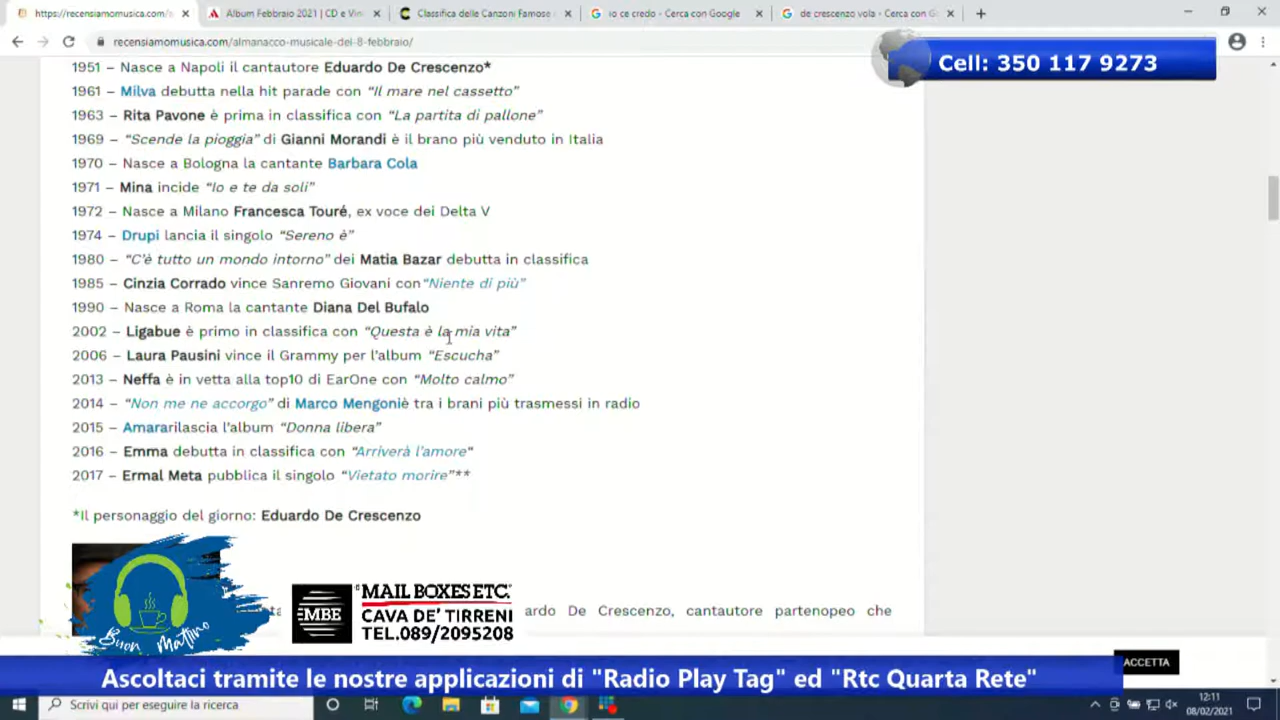 https://recensiamomusica.com/a
Album Febbraio 2021 | CD e Vin
Classifica delle Canzoni Famose
io ce credo - Cerca con Google
de crescenzo vola - Cerca con G
recensiamomusica.com/almanacco-musicale-del-8-febbraio/
Cell: 350 117 9273
1951 – Nasce a Napoli il cantautore Eduardo De Crescenzo*
1961 – Milva debutta nella hit parade con “Il mare nel cassetto”
1963 – Rita Pavone è prima in classifica con “La partita di pallone”
1969 – “Scende la pioggia” di Gianni Morandi è il brano più venduto in Italia
1970 – Nasce a Bologna la cantante Barbara Cola
1971 – Mina incide “Io e te da soli”
1972 – Nasce a Milano Francesca Touré, ex voce dei Delta V
1974 – Drupi lancia il singolo “Sereno è”
1980 – “C’è tutto un mondo intorno” dei Matia Bazar debutta in classifica
1985 – Cinzia Corrado vince Sanremo Giovani con“Niente di più”
1990 – Nasce a Roma la cantante Diana Del Bufalo
2002 – Ligabue è primo in classifica con “Questa è la mia vita”
2006 – Laura Pausini vince il Grammy per l’album “Escucha”
2013 – Neffa è in vetta alla top10 di EarOne con “Molto calmo”
2014 – “Non me ne accorgo” di Marco Mengoniè tra i brani più trasmessi in radio
2015 – Amararilascia l’album “Donna libera”
2016 – Emma debutta in classifica con “Arriverà l’amore“
2017 – Ermal Meta pubblica il singolo “Vietato morire”**
*Il personaggio del giorno: Eduardo De Crescenzo
ardo De Crescenzo, cantautore partenopeo che
Buon Mattino
MBE
MAIL BOXES ETC.
CAVA DE' TIRRENI
TEL.089/2095208
ACCETTA
Ascoltaci tramite le nostre applicazioni di "Radio Play Tag" ed "Rtc Quarta Rete"
Scrivi qui per eseguire la ricerca
12:11
08/02/2021